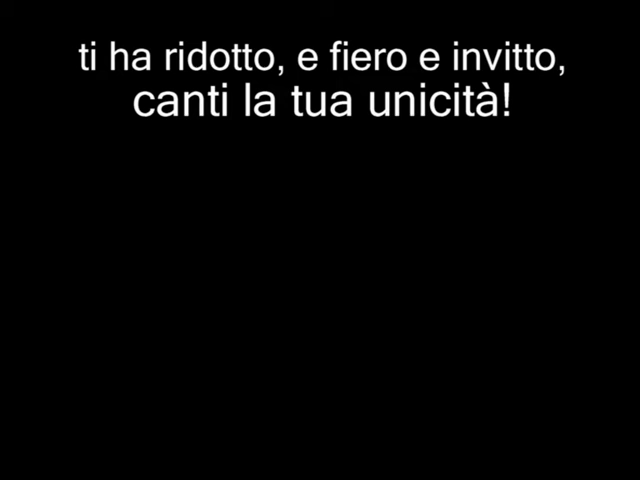 ti ha ridotto, e fiero e invitto,
canti la tua unicità!